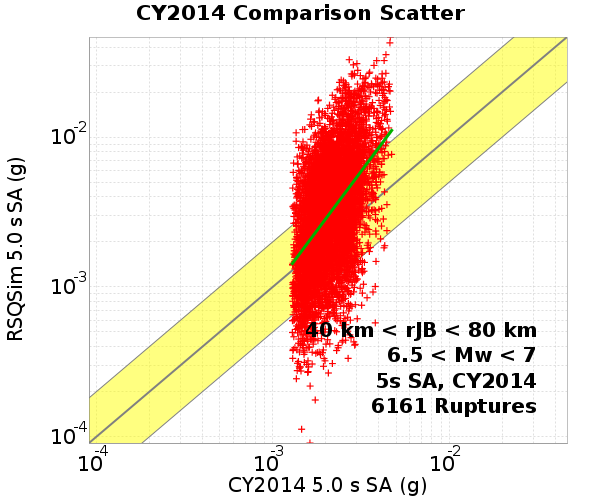 CY2014 Comparison Scatter
RSQSim 5.0 s SA (g)
10-2
10-3
10-4
40 km < rJB < 80 km
6.5 < Mw < 7
5s SA, CY2014
6161 Ruptures
10-4
10-3
10-2
CY2014 5.0 s SA (g)